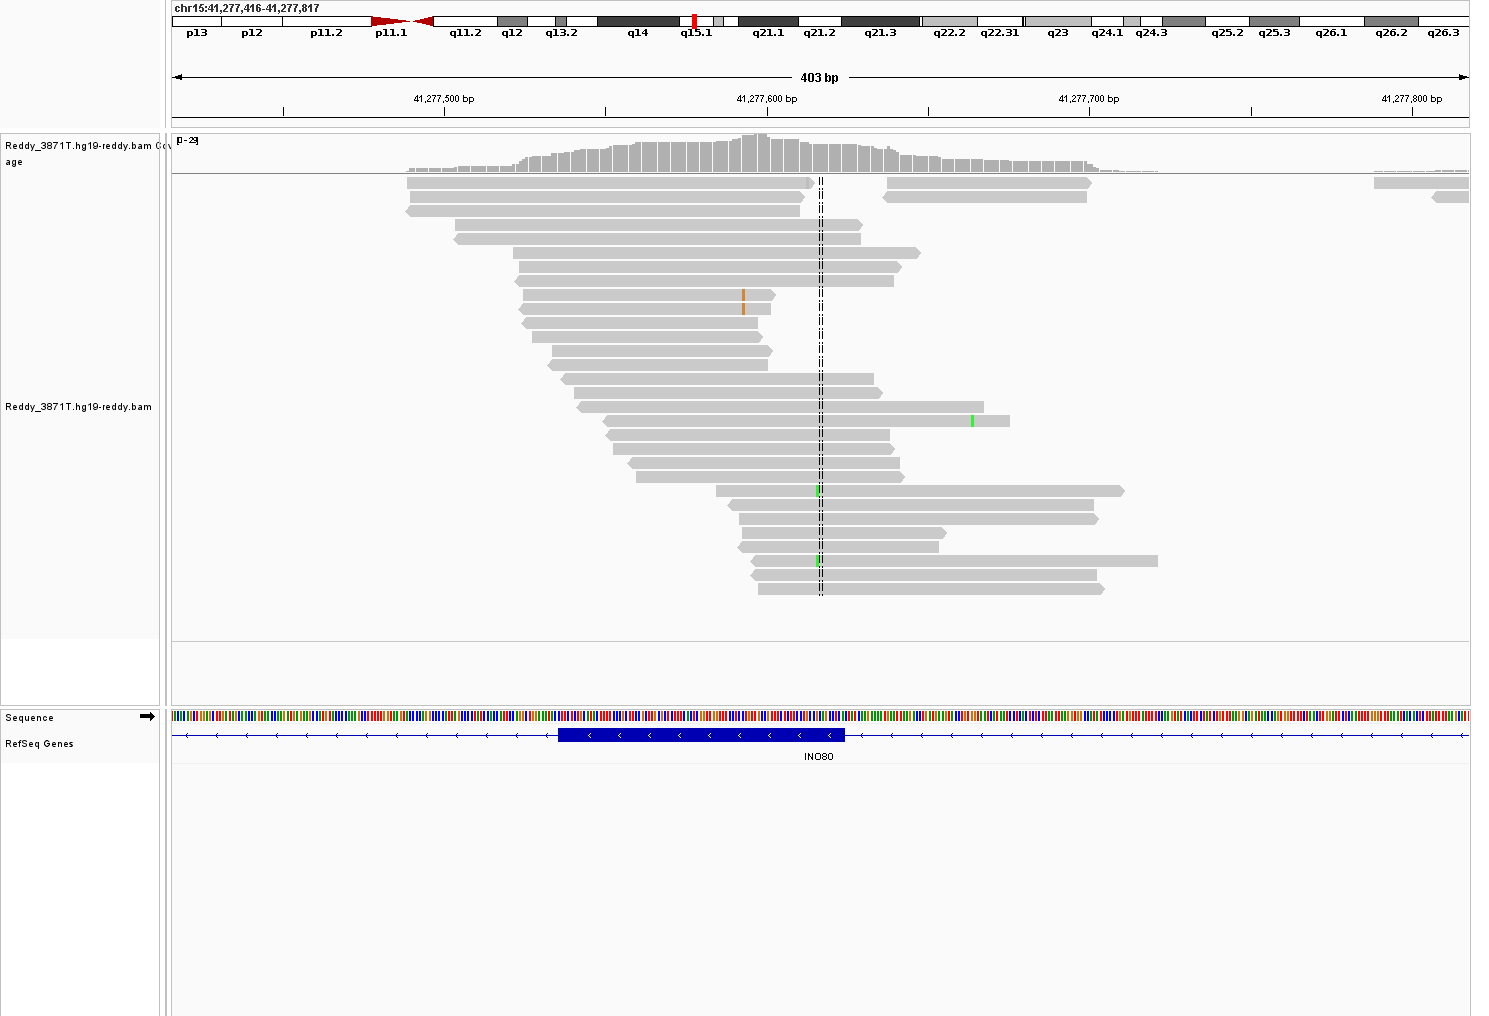 chr15:41,277,416-41,277,817
p13 p12 p11.2 p11.1 q11.2 q12 q13.2 q14 q15.1 q21.1 q21.2 q21.3 q22.2 q22.31 q23 q24.1 q24.3 q25.2 q25.3 q26.1 q26.2 q26.3
403 bp
41,277,500 bp 41,277,600 bp 41,277,700 bp 41,277,800 bp
Reddy_3871T.hg19-reddy.bam Cov
age
[0-29]
Reddy_3871T.hg19-reddy.bam
Sequence
RefSeq Genes
INO80